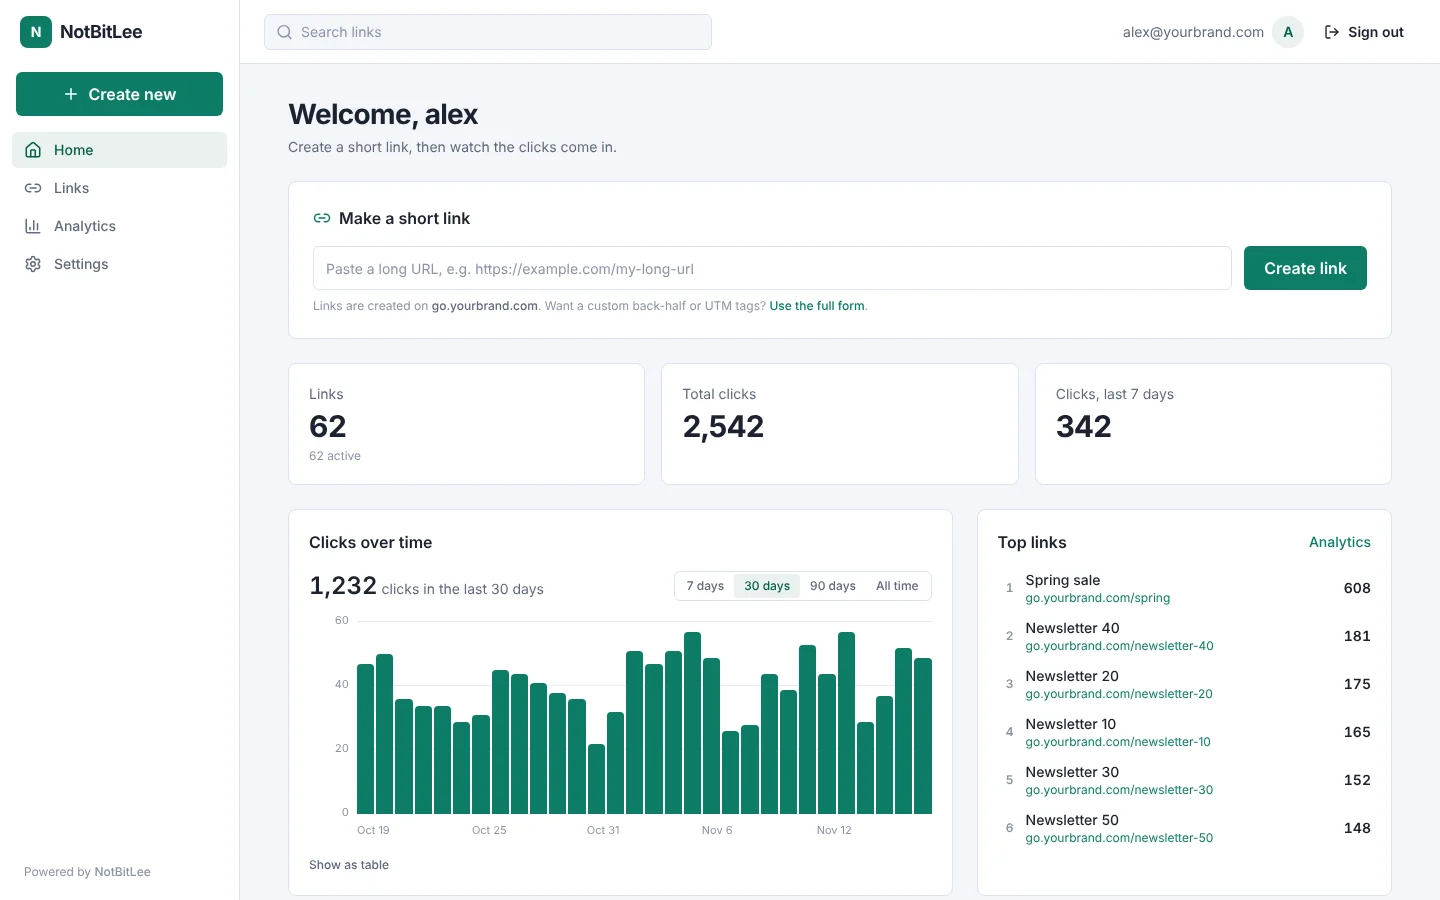 N NotBitLee
Search links
alex@yourbrand.com A Sign out
Create new
Home
Links
Analytics
Settings
Powered by NotBitLee
Welcome, alex
Create a short link, then watch the clicks come in.
Make a short link
Paste a long URL, e.g. https://example.com/my-long-url
Create link
Links are created on go.yourbrand.com. Want a custom back-half or UTM tags? Use the full form.
Links
62
62 active
Total clicks
2,542
Clicks, last 7 days
342
Clicks over time
1,232 clicks in the last 30 days
7 days 30 days 90 days All time
60
40
20
0
Oct 19 Oct 25 Oct 31 Nov 6 Nov 12
Show as table
Top links Analytics
1 Spring sale 608
go.yourbrand.com/spring
2 Newsletter 40 181
go.yourbrand.com/newsletter-40
3 Newsletter 20 175
go.yourbrand.com/newsletter-20
4 Newsletter 10 165
go.yourbrand.com/newsletter-10
5 Newsletter 30 152
go.yourbrand.com/newsletter-30
6 Newsletter 50 148
go.yourbrand.com/newsletter-50